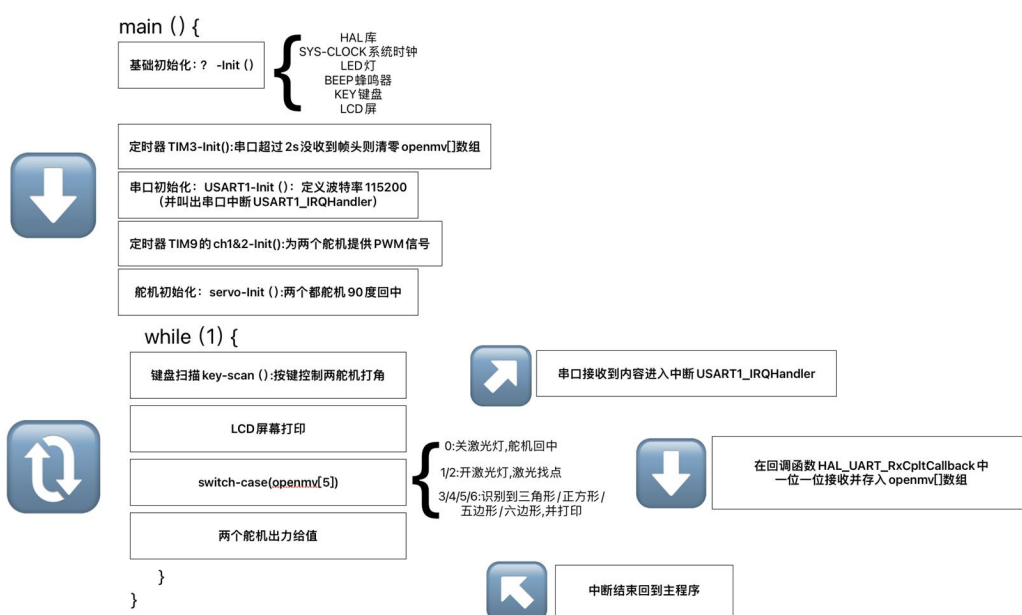 main () {
基础初始化：？ -Init ()
HAL库
SYS-CLOCK系统时钟
LED灯
BEEP蜂鸣器
KEY键盘
LCD屏
定时器TIM3-Init():串口超过2s没收到帧头则清零openmv[]数组
串口初始化：USART1-Init ()：定义波特率115200
（并叫出串口中断USART1_IRQHandler）
定时器TIM9的ch1&2-Init():为两个舵机提供PWM信号
舵机初始化：servo-Init ():两个都舵机90度回中
while (1) {
键盘扫描key-scan ():按键控制两舵机打角
串口接收到内容进入中断USART1_IRQHandler
LCD屏幕打印
switch-case(openmv[5])
0:关激光灯,舵机回中
1/2:开激光灯,激光找点
3/4/5/6:识别到三角形/正方形/
五边形/六边形,并打印
在回调函数HAL_UART_RxCpltCallback中
一位一位接收并存入openmv[]数组
两个舵机出力给值
}
中断结束回到主程序
}